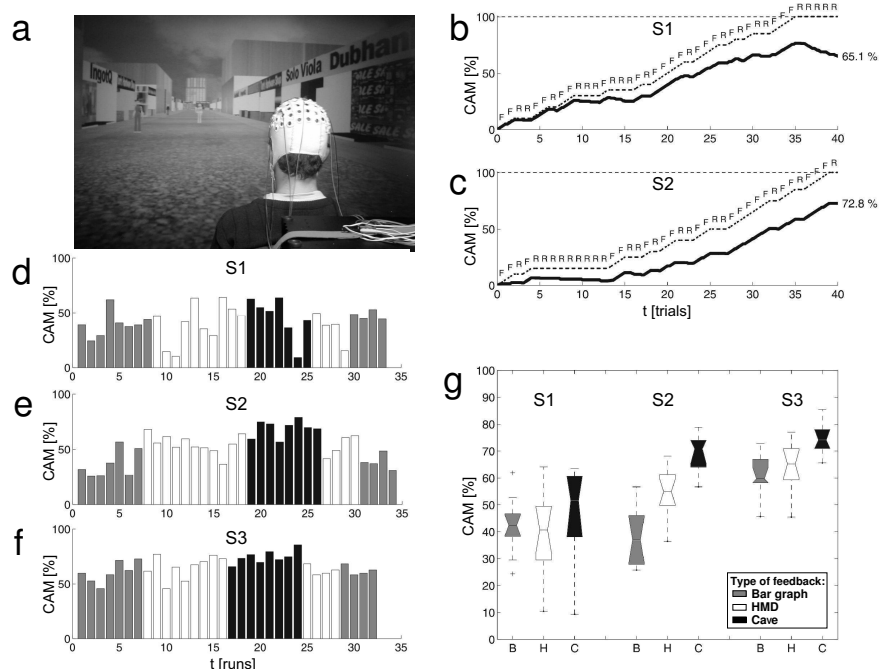 a
IngotQ
Solo Viola
Dubhan
SALE SALE
b
S1
CAM [%]
100
50
0
0 5 10 15 20 25 30 35 40
65.1 %
c
S2
CAM [%]
100
50
0
0 5 10 15 20 25 30 35 40
72.8 %
t [trials]
d
S1
CAM [%]
100
50
0
0 5 10 15 20 25 30 35
e
S2
CAM [%]
100
50
0
0 5 10 15 20 25 30 35
f
S3
CAM [%]
100
50
0
0 5 10 15 20 25 30 35
t [runs]
g
S1 S2 S3
CAM [%]
100
90
80
70
60
50
40
30
20
10
0
B H C B H C B H C
Type of feedback:
Bar graph
HMD
Cave